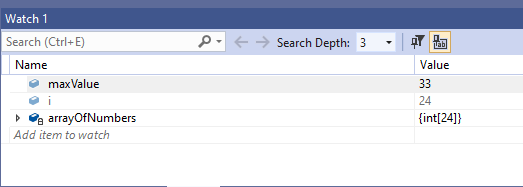 Watch 1
Search (Ctrl+E) Search Depth: 3
Name Value
maxValue 33
i 24
arrayOfNumbers {int[24]}
Add item to watch